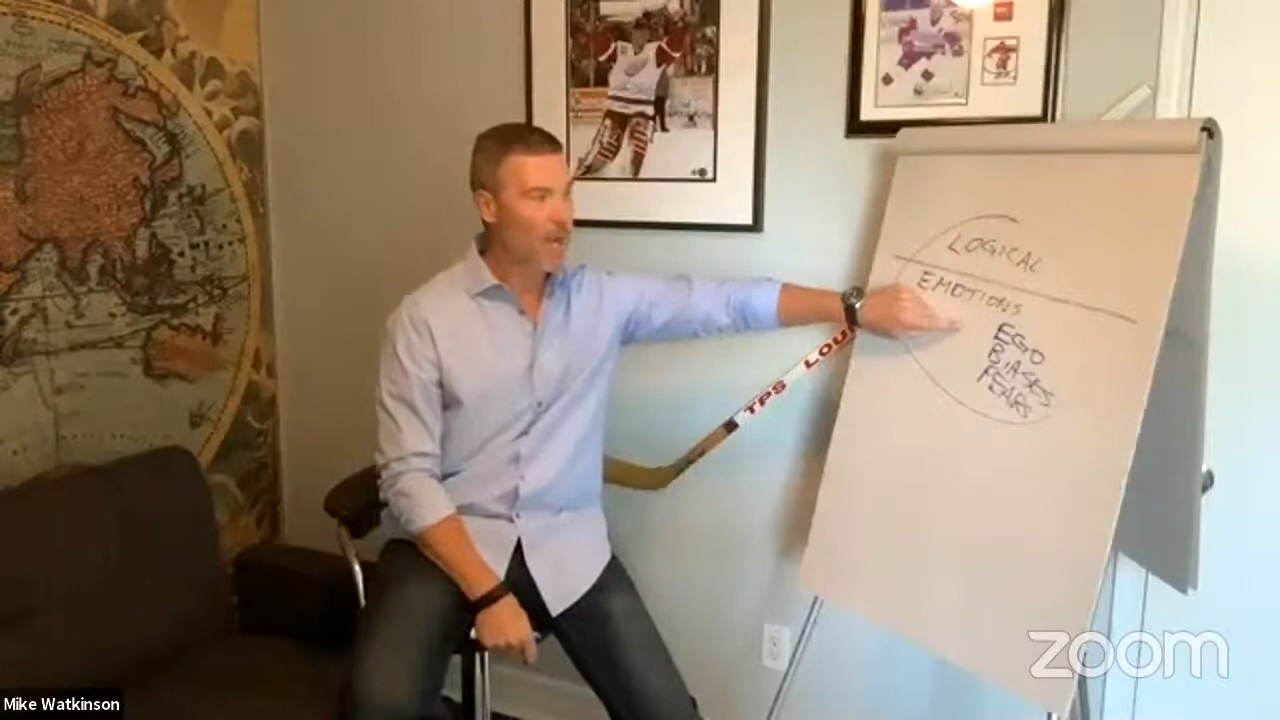 LOGICAL
EMOTIONS
EGO
BIASES
FEARS
TPS LOUI
zoom
Mike Watkinson